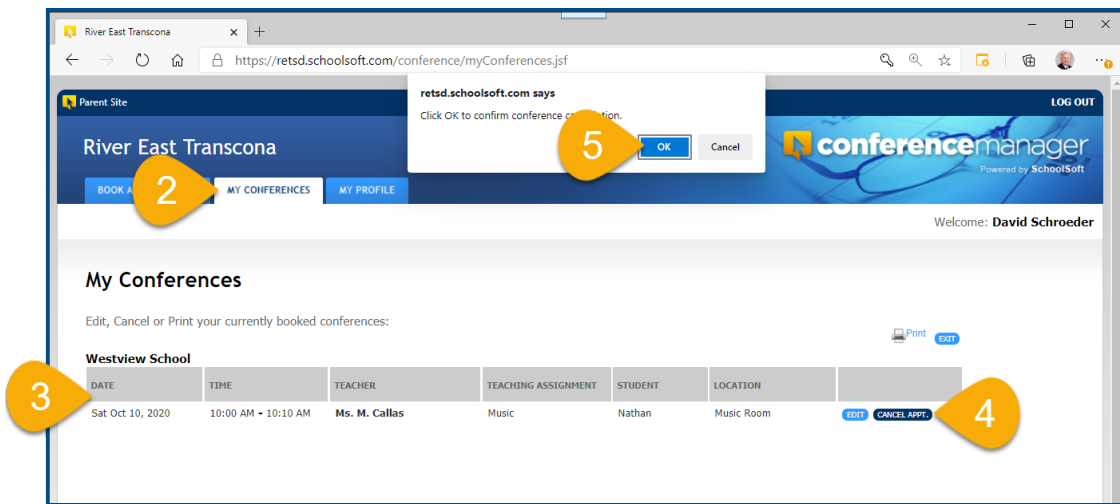 River East Transcona
https://retsd.schoolsoft.com/conference/myConferences.jsf
Parent Site
LOG OUT
retsd.schoolsoft.com says
Click OK to confirm conference
5
OK
Cancel
River East Transcona
conferencemanager
Powered by SchoolSoft
BOOK
2
MY CONFERENCES
MY PROFILE
Welcome: David Schroeder
My Conferences
Edit, Cancel or Print your currently booked conferences:
Print
EXIT
Westview School
3
DATE TIME TEACHER TEACHING ASSIGNMENT STUDENT LOCATION
Sat Oct 10, 2020 10:00 AM - 10:10 AM Ms. M. Callas Music Nathan Music Room EDIT CANCEL APPT.
4